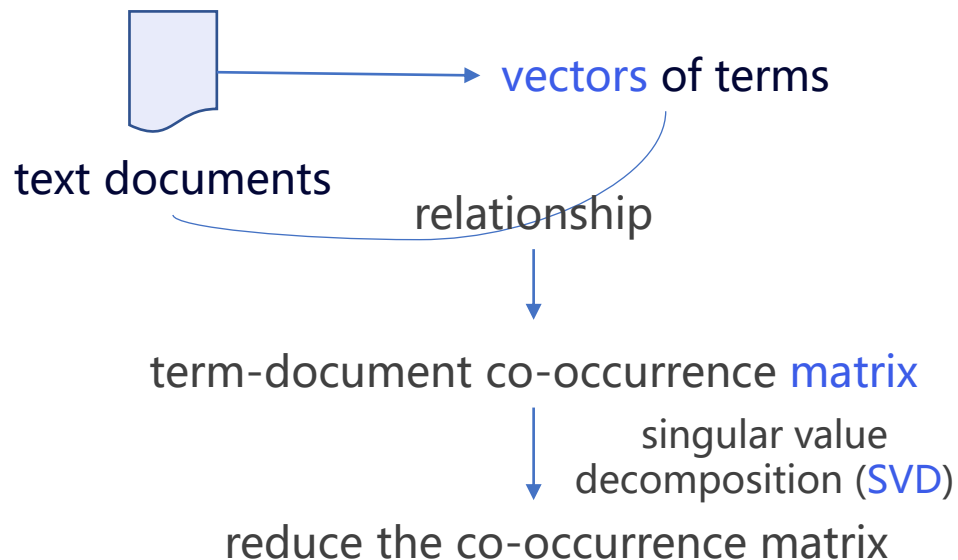 vectors of terms
text documents
relationship
term-document co-occurrence matrix
singular value
decomposition (SVD)
reduce the co-occurrence matrix